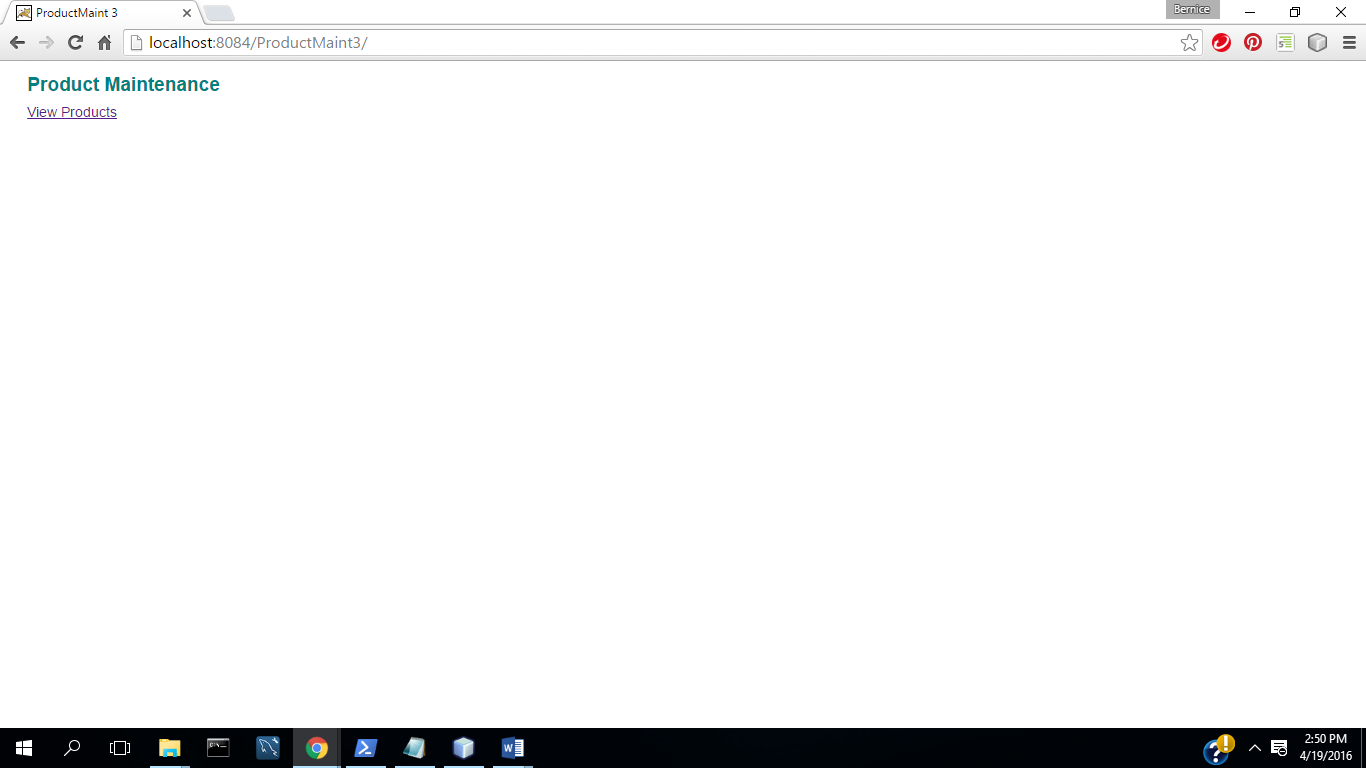 ProductMaint 3
Bernice
localhost:8084/ProductMaint3/
Product Maintenance
View Products
2:50 PM
4/19/2016